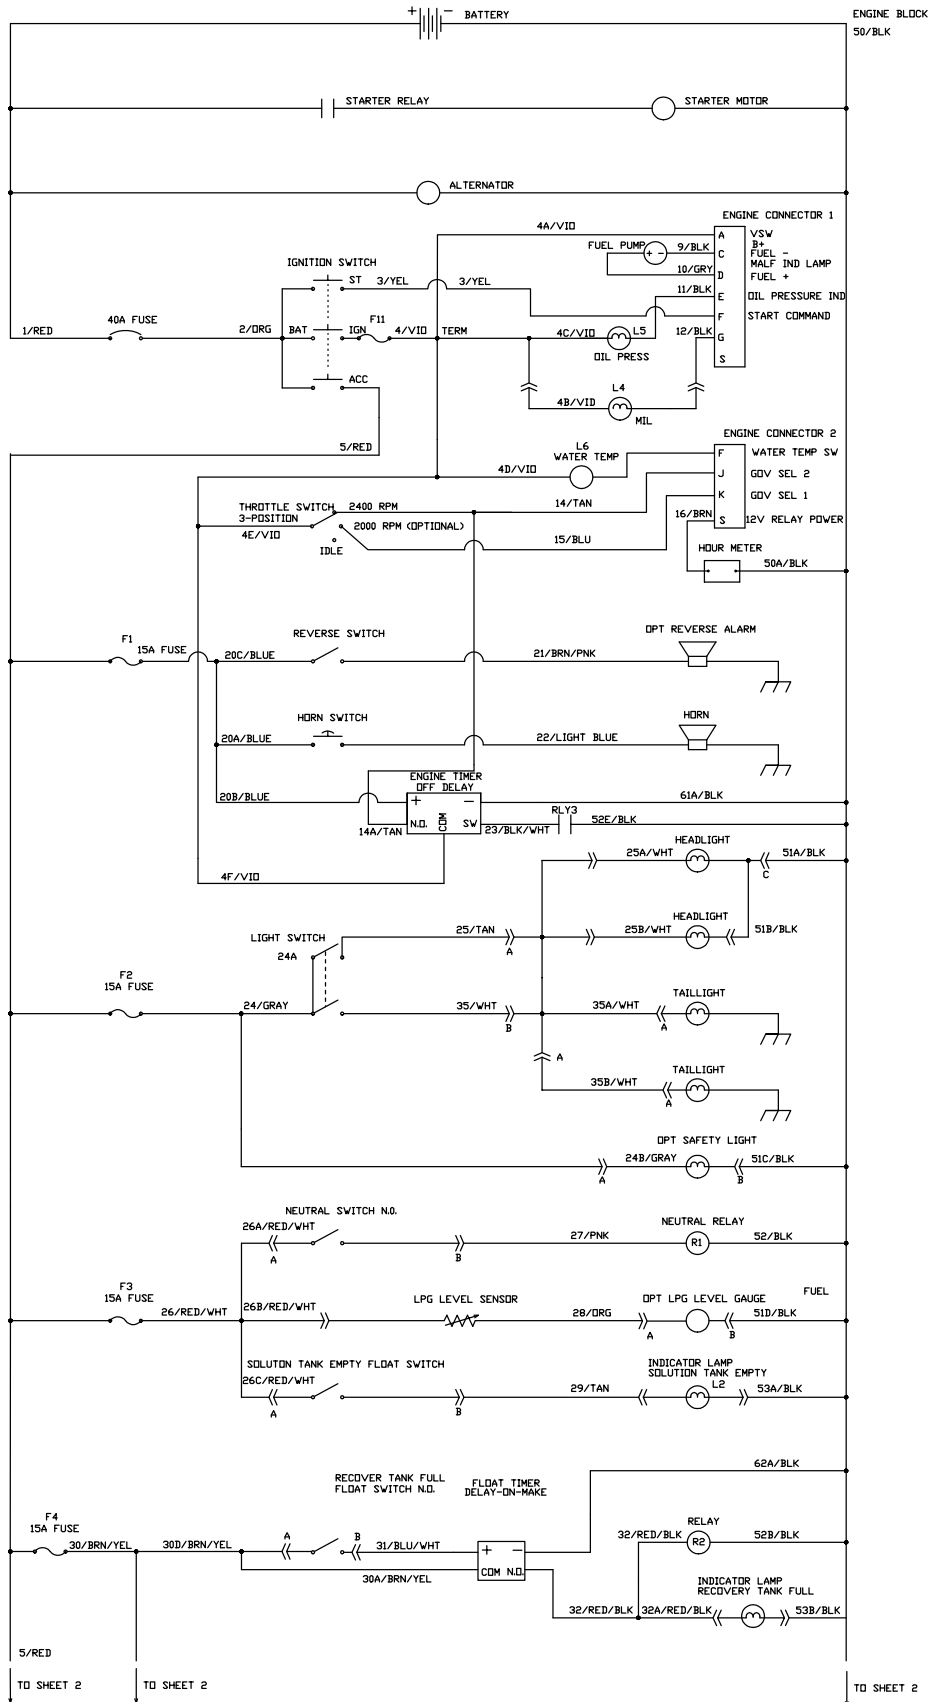 + - BATTERY
ENGINE BLOCK
50/BLK
STARTER RELAY
STARTER MOTOR
ALTERNATOR
ENGINE CONNECTOR 1
4A/VIO
A VSW
B+
FUEL PUMP
+ -
9/BLK
C FUEL -
MALF IND LAMP
10/GRY
D FUEL +
IGNITION SWITCH
ST
3/YEL
3/YEL
11/BLK
E OIL PRESSURE IND
F START COMMAND
1/RED
40A FUSE
2/ORG
BAT
IGN
F11
4/VIO
TERM
4C/VIO
L5
OIL PRESS
12/BLK
G
S
ACC
L4
4B/VIO
MIL
5/RED
ENGINE CONNECTOR 2
L6
WATER TEMP
F WATER TEMP SW
4D/VIO
J GOV SEL 2
THROTTLE SWITCH
3-POSITION
2400 RPM
14/TAN
K GOV SEL 1
4E/VIO
2000 RPM (OPTIONAL)
16/BRN
S 12V RELAY POWER
IDLE
15/BLU
HOUR METER
50A/BLK
F1
15A FUSE
REVERSE SWITCH
OPT REVERSE ALARM
20C/BLUE
21/BRN/PNK
HORN SWITCH
HORN
20A/BLUE
22/LIGHT BLUE
ENGINE TIMER
OFF DELAY
20B/BLUE
+ -
61A/BLK
14A/TAN
N.O.
COM
SW
23/BLK/WHT
RLY3
52E/BLK
HEADLIGHT
25A/WHT
51A/BLK
C
4F/VIO
HEADLIGHT
LIGHT SWITCH
24A
25/TAN
A
25B/WHT
51B/BLK
F2
15A FUSE
TAILLIGHT
24/GRAY
35/WHT
B
35A/WHT
A
A
TAILLIGHT
35B/WHT
A
OPT SAFETY LIGHT
24B/GRAY
A
51C/BLK
B
NEUTRAL SWITCH N.O.
26A/RED/WHT
A
B
27/PNK
NEUTRAL RELAY
R1
52/BLK
F3
15A FUSE
FUEL
26/RED/WHT
26B/RED/WHT
LPG LEVEL SENSOR
28/ORG
A
OPT LPG LEVEL GAUGE
B
51D/BLK
SOLUTON TANK EMPTY FLOAT SWITCH
INDICATOR LAMP
SOLUTION TANK EMPTY
26C/RED/WHT
A
B
29/TAN
L2
53A/BLK
62A/BLK
RECOVER TANK FULL
FLOAT SWITCH N.O.
FLOAT TIMER
DELAY-ON-MAKE
F4
15A FUSE
30/BRN/YEL
30D/BRN/YEL
A
B
31/BLU/WHT
+ -
COM N.O.
30A/BRN/YEL
32/RED/BLK
RELAY
R2
52B/BLK
INDICATOR LAMP
RECOVERY TANK FULL
32/RED/BLK
32A/RED/BLK
53B/BLK
5/RED
TO SHEET 2
TO SHEET 2
TO SHEET 2